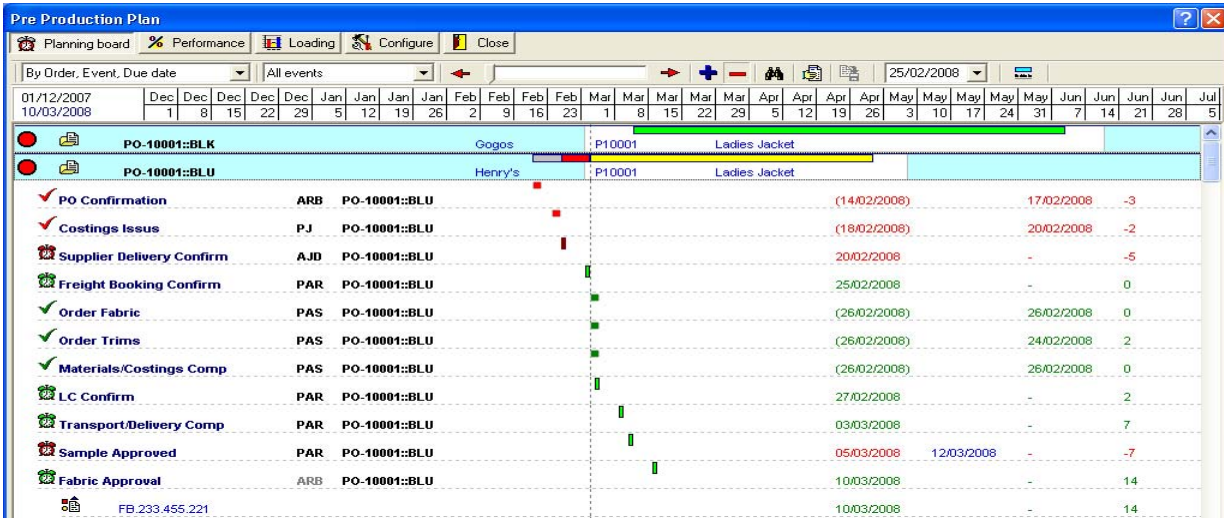 Pre Production Plan
Planning board % Performance Loading Configure Close
By Order, Event, Due date All events 25/02/2008
01/12/2007 Dec Dec Dec Dec Dec Jan Jan Jan Jan Feb Feb Feb Feb Mar Mar Mar Mar Mar Apr Apr Apr Apr May May May May May Jun Jun Jun Jun Jul
10/03/2008 1 8 15 22 29 5 12 19 26 2 9 16 23 1 8 15 22 29 5 12 19 26 3 10 17 24 31 7 14 21 28 5
PO-10001::BLK Gogos P10001 Ladies Jacket
PO-10001::BLU Henry's P10001 Ladies Jacket
PO Confirmation ARB PO-10001::BLU (14/02/2008) 17/02/2008 -3
Costings Issus PJ PO-10001::BLU (18/02/2008) 20/02/2008 -2
Supplier Delivery Confirm AJD PO-10001::BLU 20/02/2008 - -5
Freight Booking Confirm PAR PO-10001::BLU 25/02/2008 - 0
Order Fabric PAS PO-10001::BLU (26/02/2008) 26/02/2008 0
Order Trims PAS PO-10001::BLU (26/02/2008) 24/02/2008 2
Materials/Costings Comp PAS PO-10001::BLU (26/02/2008) 26/02/2008 0
LC Confirm PAR PO-10001::BLU 27/02/2008 - 2
Transport/Delivery Comp PAR PO-10001::BLU 03/03/2008 - 7
Sample Approved PAR PO-10001::BLU 05/03/2008 12/03/2008 - -7
Fabric Approval ARB PO-10001::BLU 10/03/2008 - 14
FB.233.455.221 10/03/2008 - 14